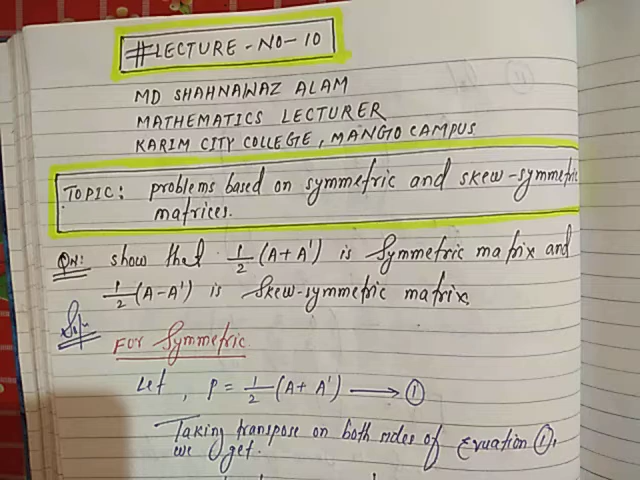 #LECTURE-NO-10
MD SHAHNAWAZ ALAM
MATHEMATICS LECTURER
KARIM CITY COLLEGE, MANGO CAMPUS
TOPIC: problems based on symmetric and skew-symmetric
matrices.
QN: show that 1/2 (A+A') is Symmetric matrix and
1/2 (A-A') is Skew-symmetric matrix.
Sol:
FOR Symmetric
Let, P = 1/2 (A+A') ⟶ ①
Taking transpose on both sides of Equation ①,
we get.